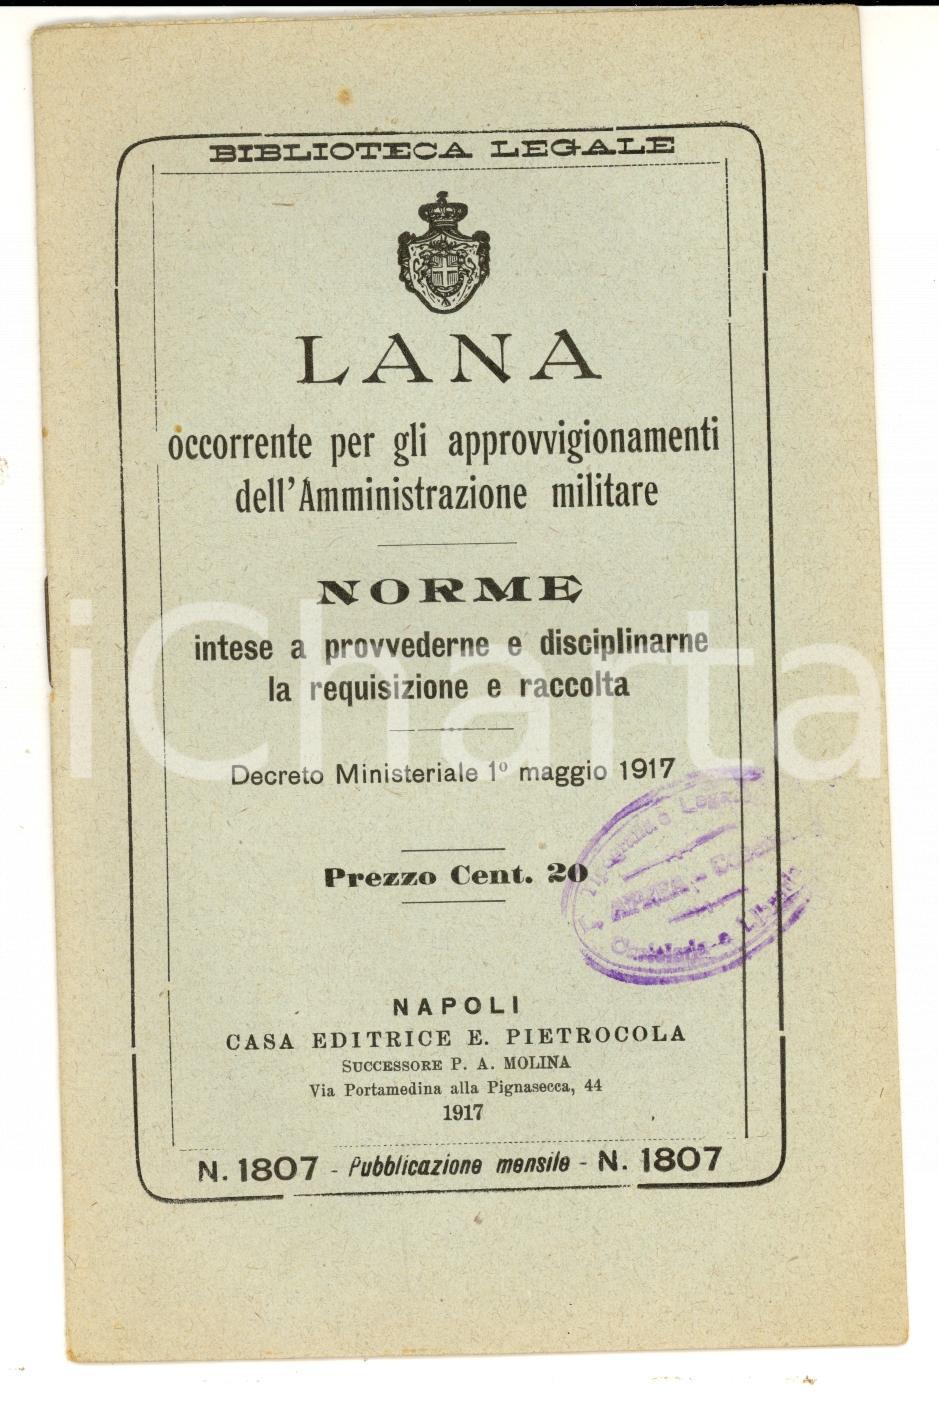 BIBLIOTECA LEGALE
LANA
occorrente per gli approvvigionamenti
dell'Amministrazione militare
NORME
intese a provvederne e disciplinarne
la requisizione e raccolta
iCharta
Decreto Ministeriale 1º maggio 1917
Prezzo Cent. 20
NAPOLI
CASA EDITRICE E. PIETROCOLA
SUCCESSORE P. A. MOLINA
Via Portamedina alla Pignasecca, 44
1917
N. 1807 - Pubblicazione mensile - N. 1807